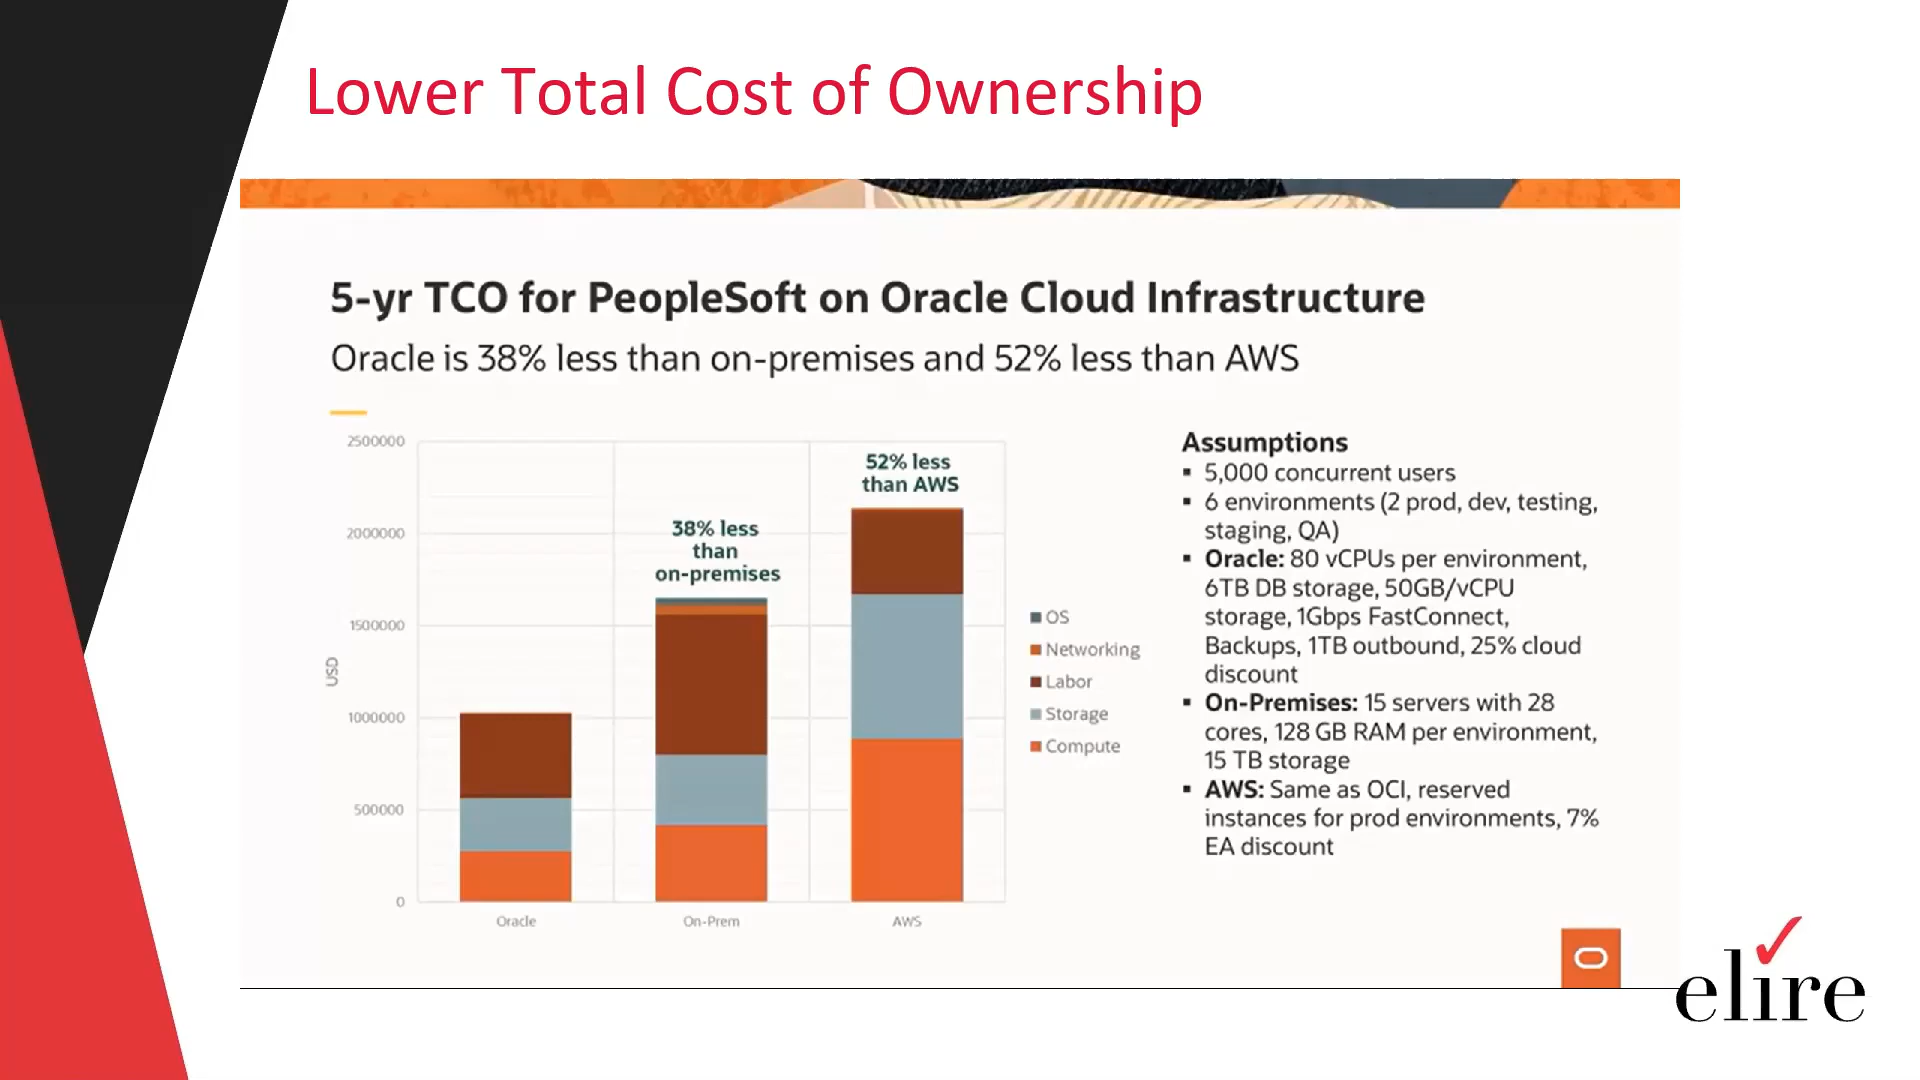 Lower Total Cost of Ownership
5-yr TCO for PeopleSoft on Oracle Cloud Infrastructure
Oracle is 38% less than on-premises and 52% less than AWS
2500000
2000000
1500000
1000000
500000
0
USD
38% less
than
on-premises
52% less
than AWS
Oracle
On-Prem
AWS
OS
Networking
Labor
Storage
Compute
Assumptions
▪ 5,000 concurrent users
▪ 6 environments (2 prod, dev, testing,
staging, QA)
▪ Oracle: 80 vCPUs per environment,
6TB DB storage, 50GB/vCPU
storage, 1Gbps FastConnect,
Backups, 1TB outbound, 25% cloud
discount
▪ On-Premises: 15 servers with 28
cores, 128 GB RAM per environment,
15 TB storage
▪ AWS: Same as OCI, reserved
instances for prod environments, 7%
EA discount
elire